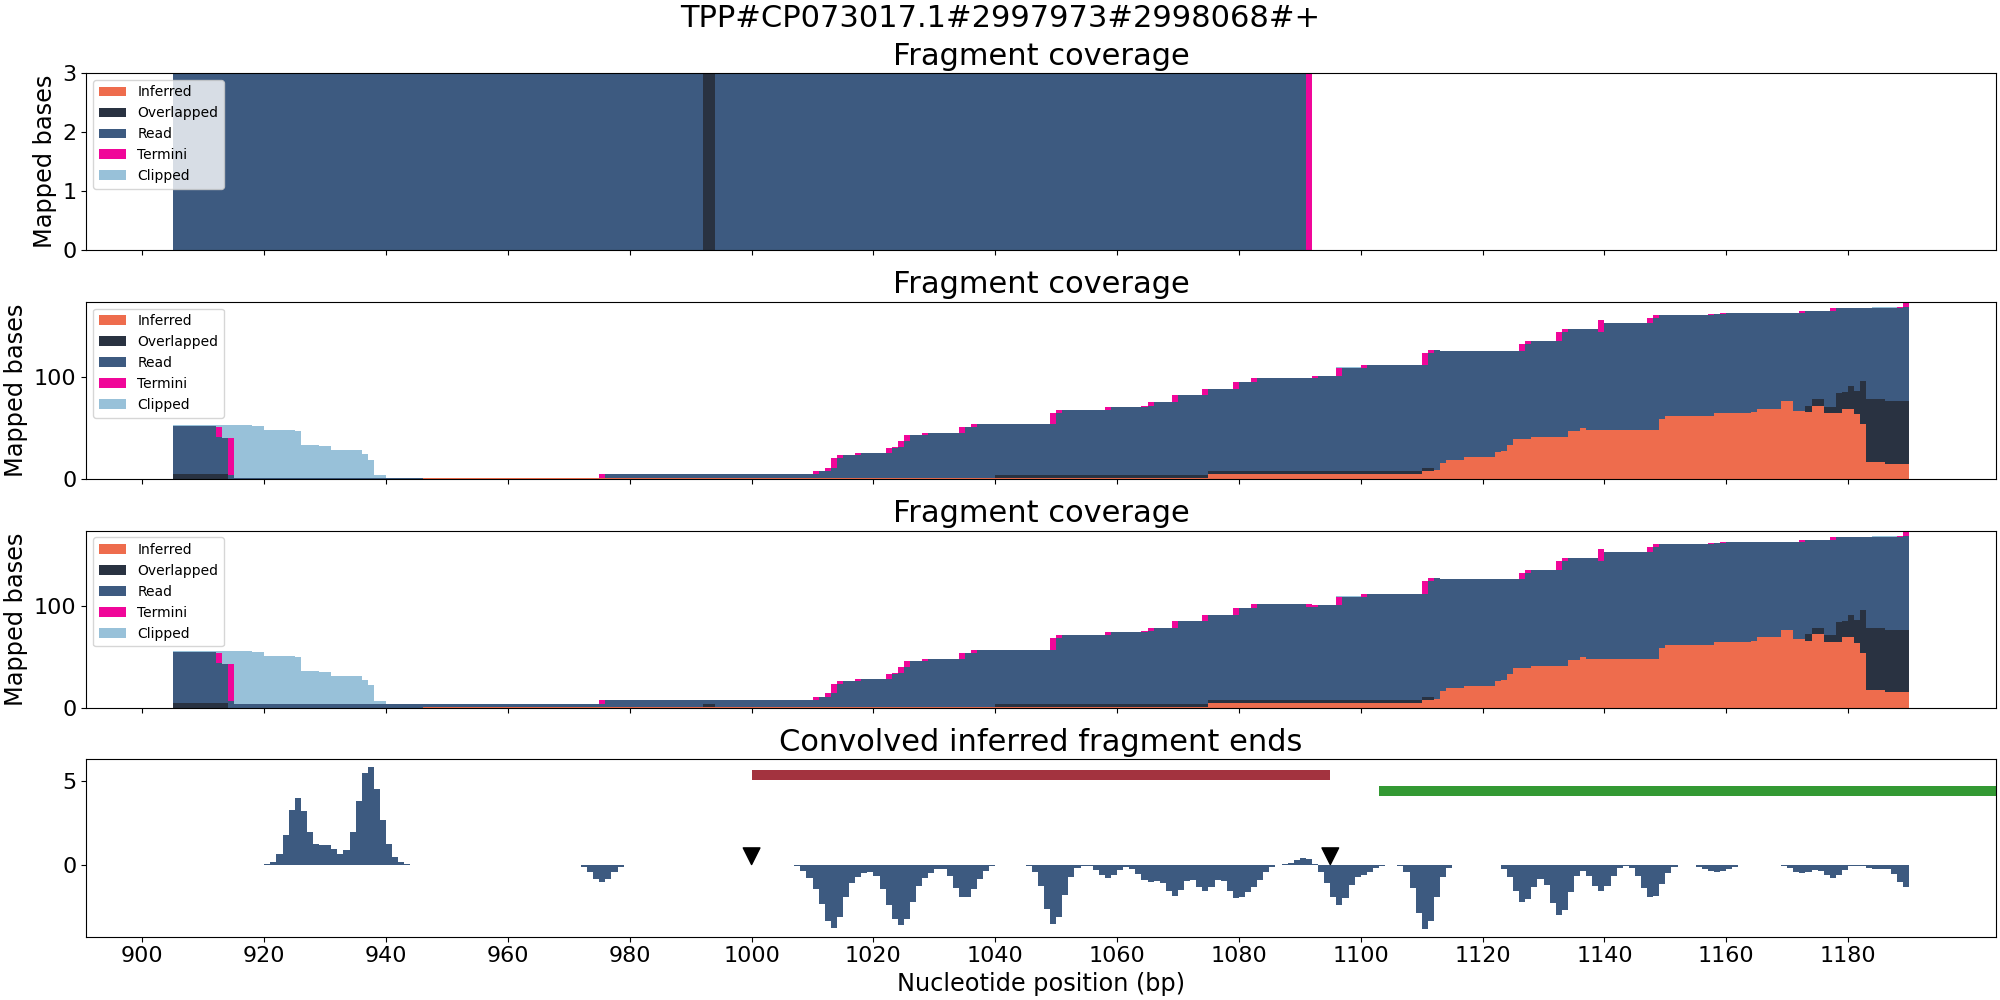 TPP#CP073017.1#2997973#2998068#+
Fragment coverage
Mapped bases
3
2
1
0
Inferred
Overlapped
Read
Termini
Clipped
Fragment coverage
Mapped bases
100
0
Inferred
Overlapped
Read
Termini
Clipped
Fragment coverage
Mapped bases
100
0
Inferred
Overlapped
Read
Termini
Clipped
Convolved inferred fragment ends
5
0
900 920 940 960 980 1000 1020 1040 1060 1080 1100 1120 1140 1160 1180
Nucleotide position (bp)